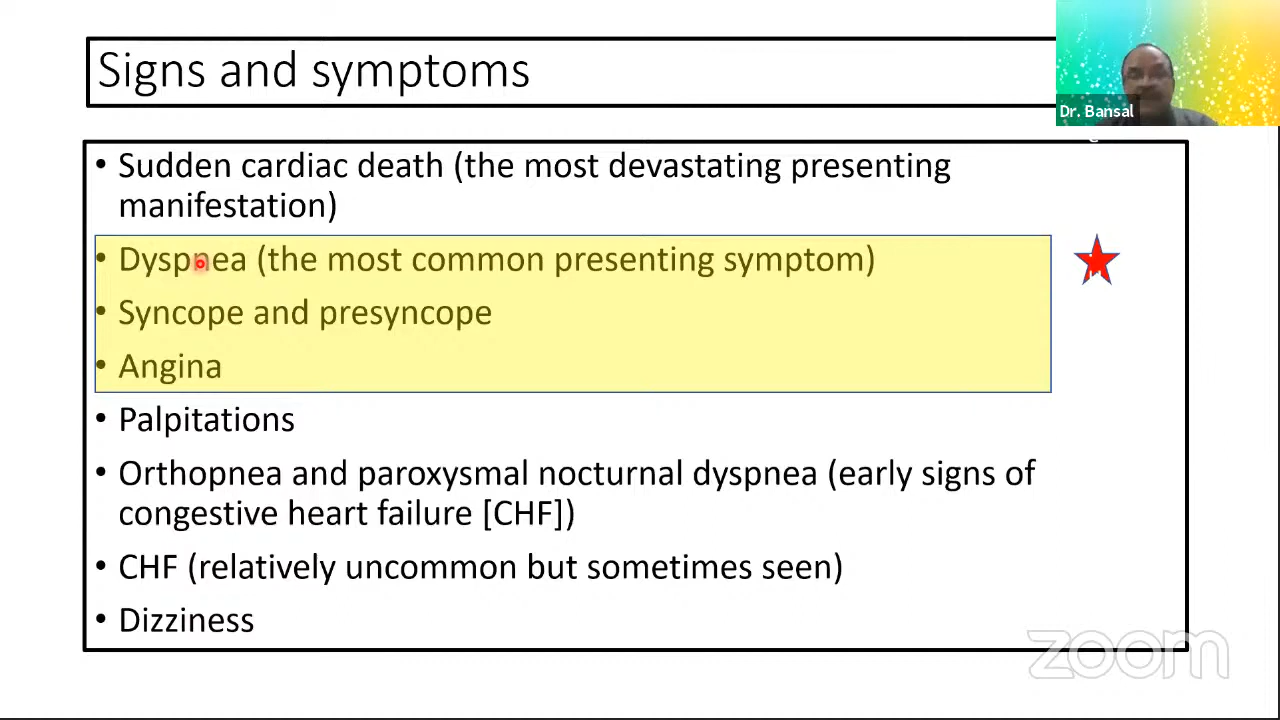 Signs and symptoms
Dr. Bansal
• Sudden cardiac death (the most devastating presenting
manifestation)
• Dyspnea (the most common presenting symptom)
• Syncope and presyncope
• Angina
• Palpitations
• Orthopnea and paroxysmal nocturnal dyspnea (early signs of
congestive heart failure [CHF])
• CHF (relatively uncommon but sometimes seen)
• Dizziness
zoom